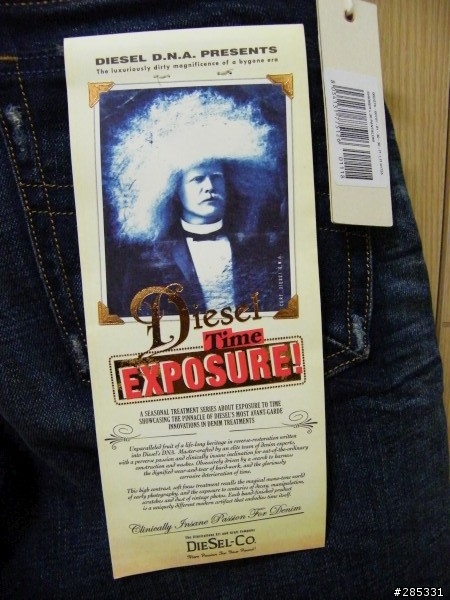 DIESEL D.N.A. PRESENTS
The luxuriously dirty magnificence of a bygone era
Diesel
Time
EXPOSURE!
A SEASONAL TREATMENT SERIES ABOUT EXPOSURE TO TIME
SHOWCASING THE PINNACLE OF DIESEL'S MOST AVANT-GARDE
INNOVATIONS IN DENIM TREATMENTS
Unparalleled fruit of a life-long heritage in reverse-restoration written
into Diesel's DNA. Master-crafted by an elite team of denim experts,
with a perverse passion and clinically insane inclination for out-of-the-ordinary
construction and washes. Obsessively driven by a search to harness
the dignified wear-and-tear of hard-work, and the gloriously
corrosive deterioration of time.
This high contrast, soft focus treatment recalls the magical name-tone world
of early photography, and the exposure to centuries of decay, manipulation,
scratches and dust of vintage photos. Each hand-finished product
is a uniquely different modern artifact that embodies time itself.
Clinically Insane Passion For Denim
DIESEL-CO.
01118
#285331